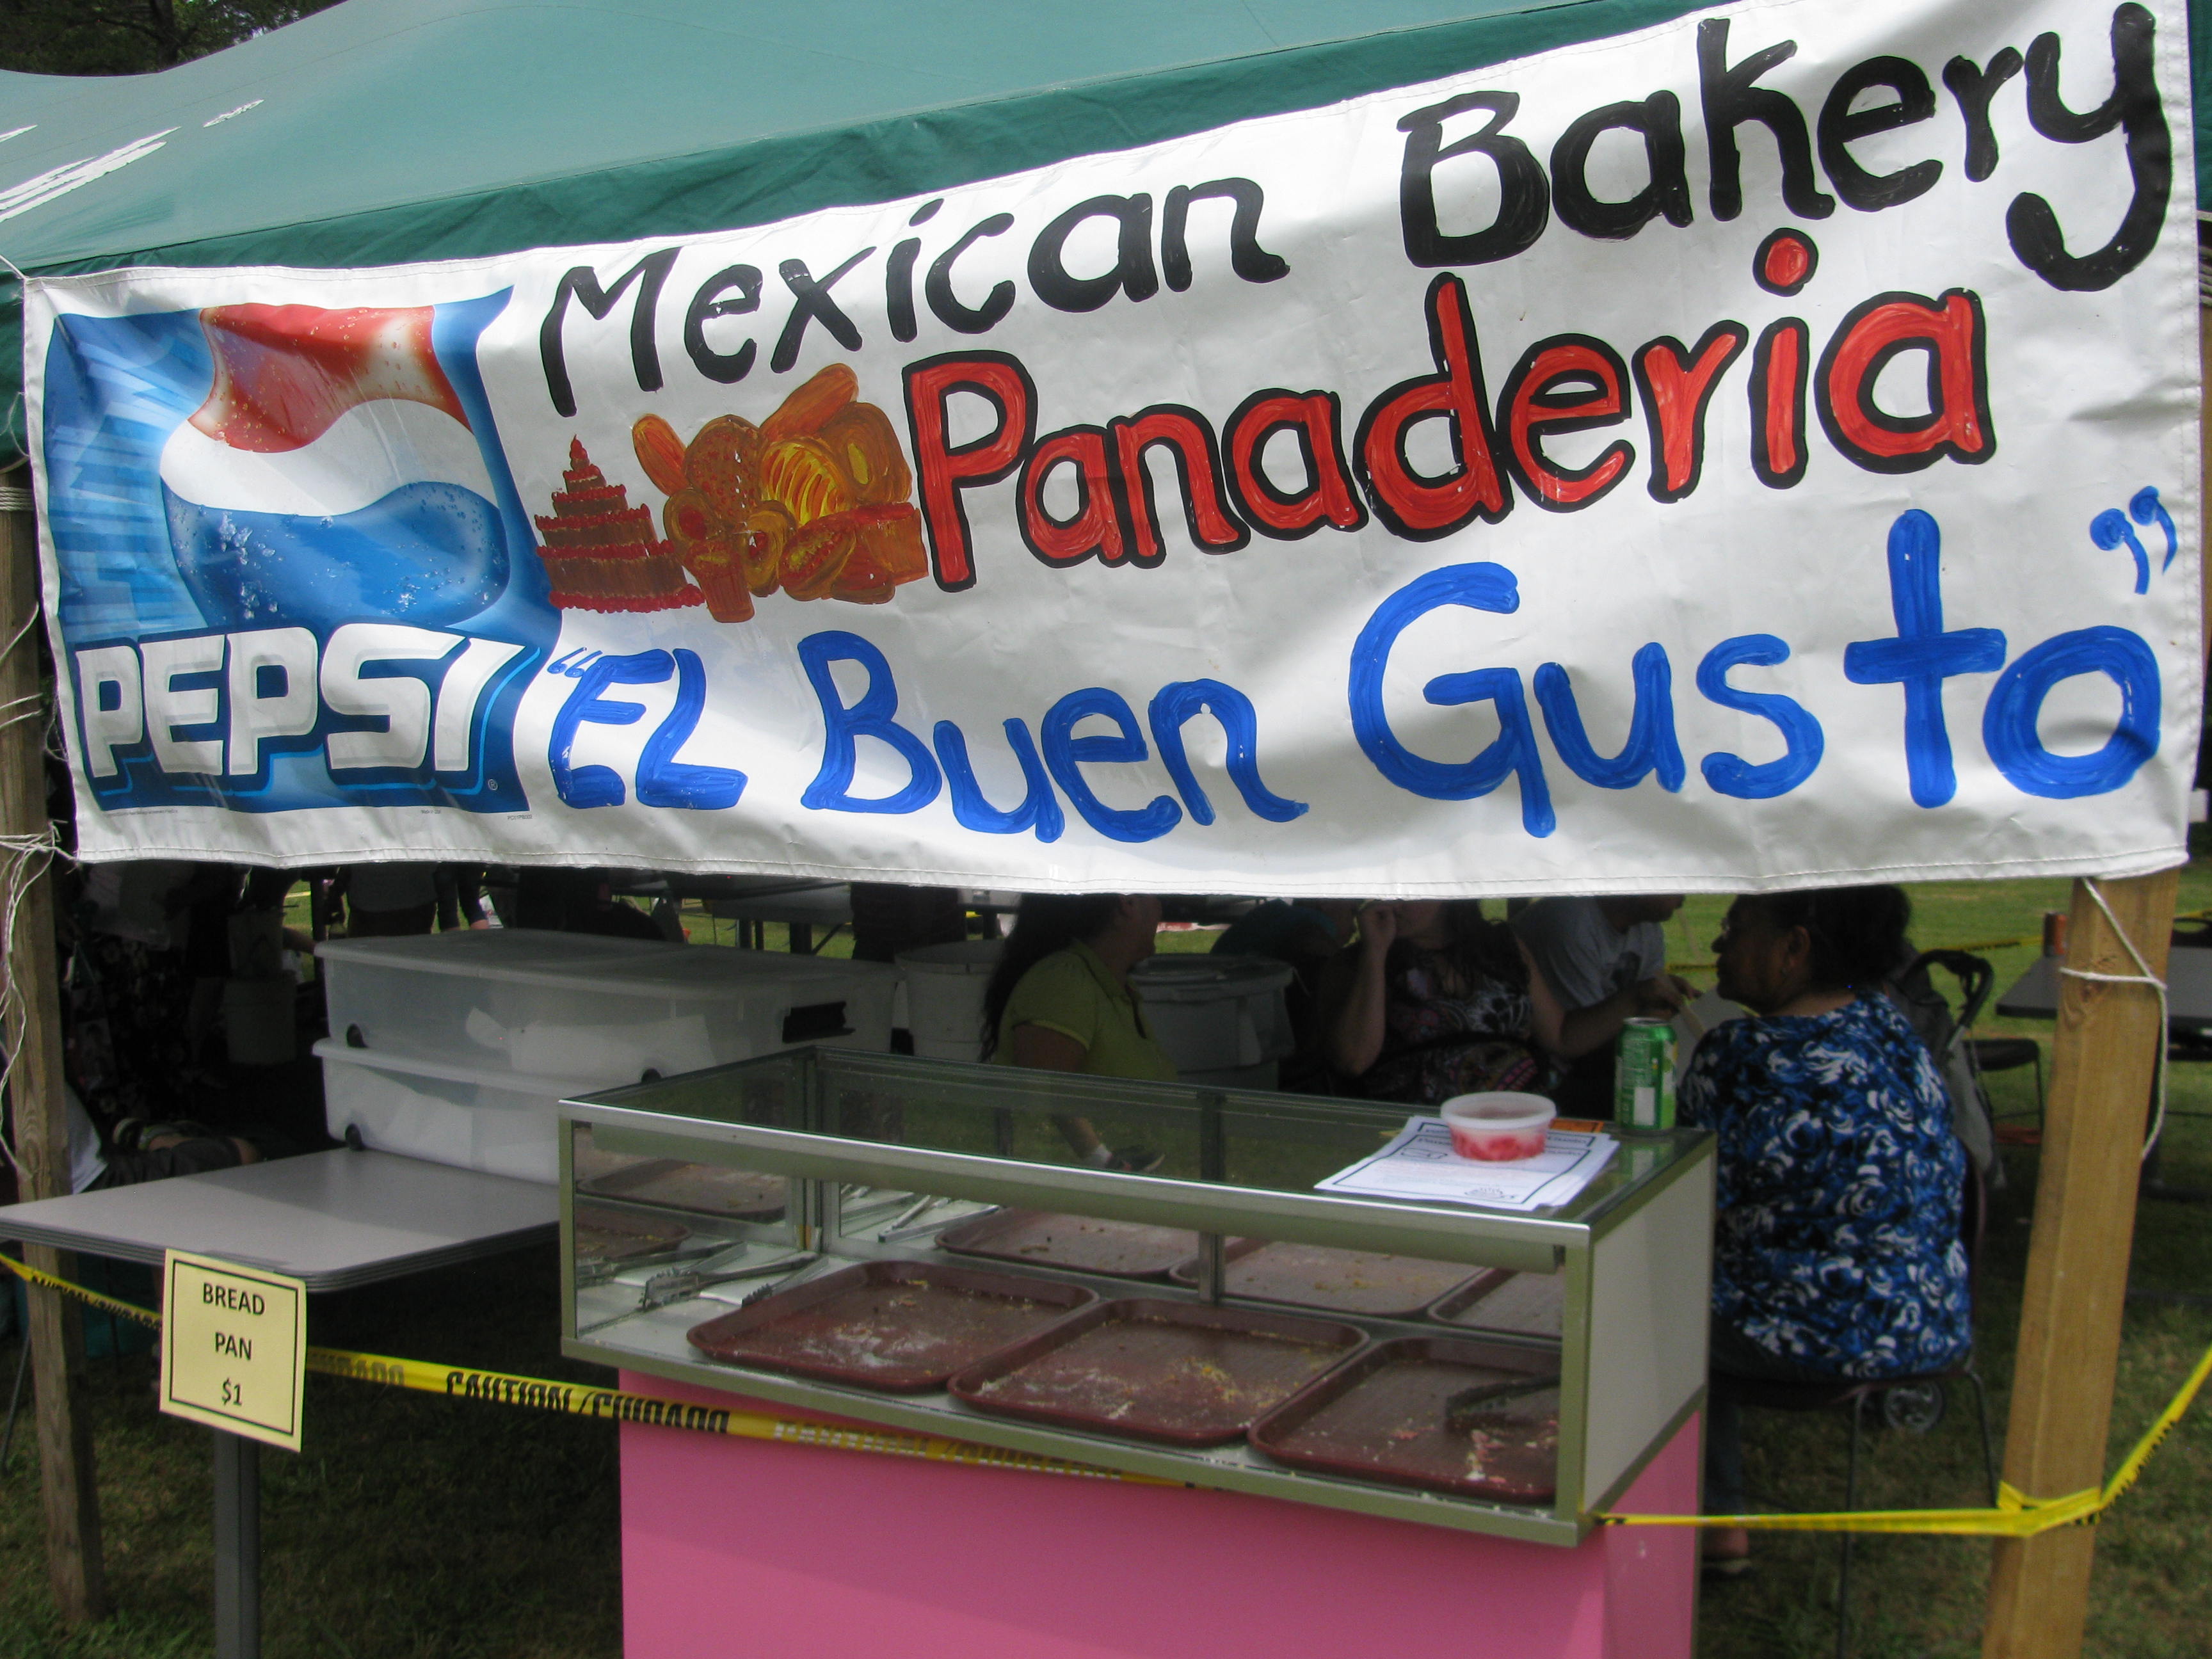 Mexican Bakery
Panaderia
"EL Buen Gusto"
PEPSI®
BREAD
PAN
$1
CAUTION/CUIDADO